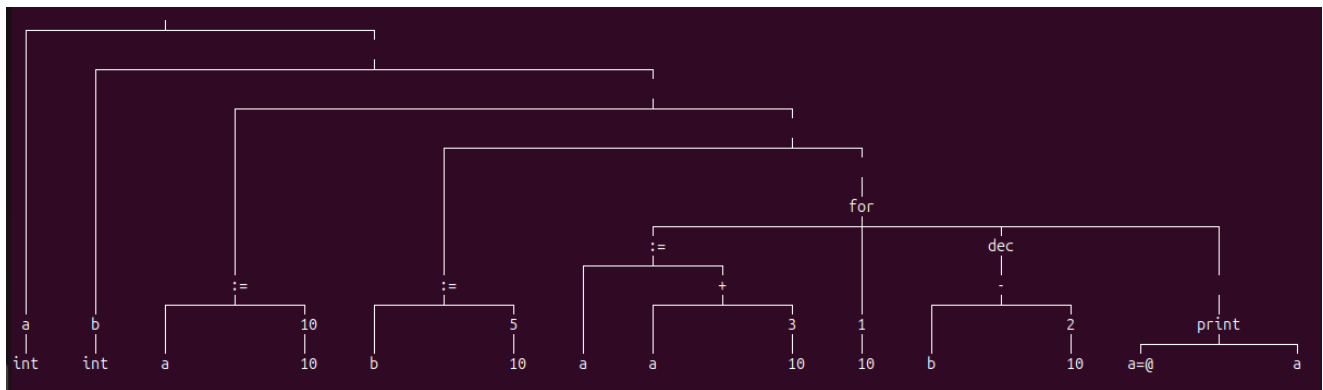 for
:= dec
:= := + -
a b 10 5 3 1 2 print
int int a 10 b 10 a a 10 10 b 10 a=@ a